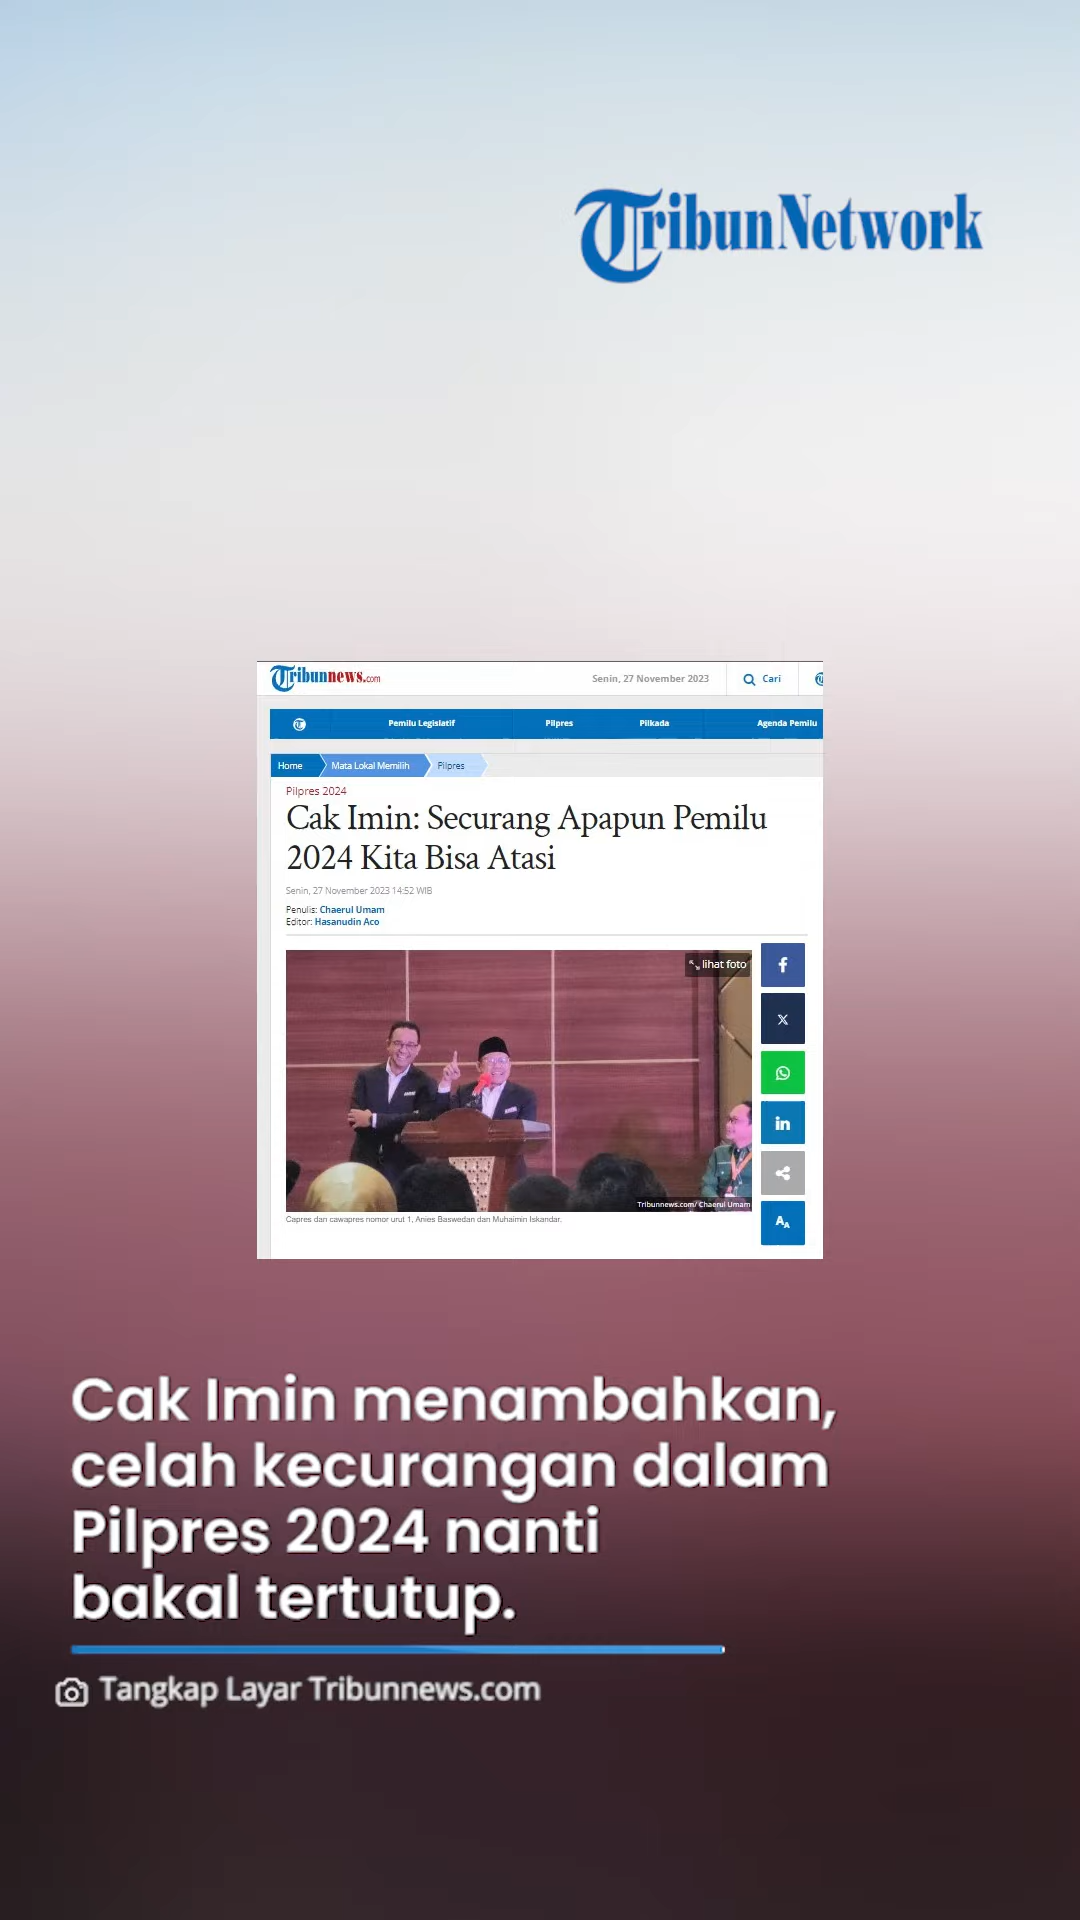 Tribun Network
Tribunnews.com
Senin, 27 November 2023
Cari
Pemilu Legislatif
Pilpres
Pilkada
Agenda Pemilu
Home
Mata Lokal Memilih
Pilpres
Pilpres 2024
Cak Imin: Securang Apapun Pemilu
2024 Kita Bisa Atasi
Senin, 27 November 2023 14:52 WIB
Penulis: Chaerul Umam
Editor: Hasanudin Aco
lihat foto
Tribunnews.com/ Chaerul Umam
Capres dan cawapres nomor urut 1, Anies Baswedan dan Muhaimin Iskandar.
Cak Imin menambahkan,
celah kecurangan dalam
Pilpres 2024 nanti
bakal tertutup.
Tangkap Layar Tribunnews.com